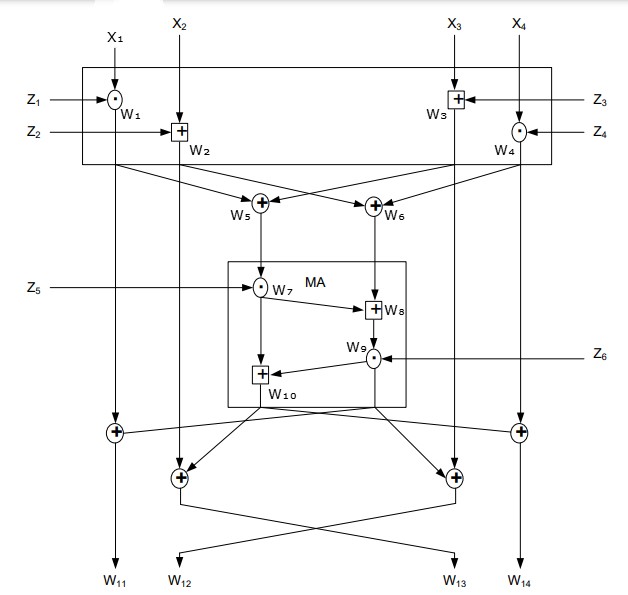 X₁ X₂ X₃ X₄
Z₁ W₁ W₃ Z₃
Z₂ W₂ W₄ Z₄
W₅ W₆
MA
Z₅ W₇ W₈
W₉ Z₆
W₁₀
W₁₁ W₁₂ W₁₃ W₁₄